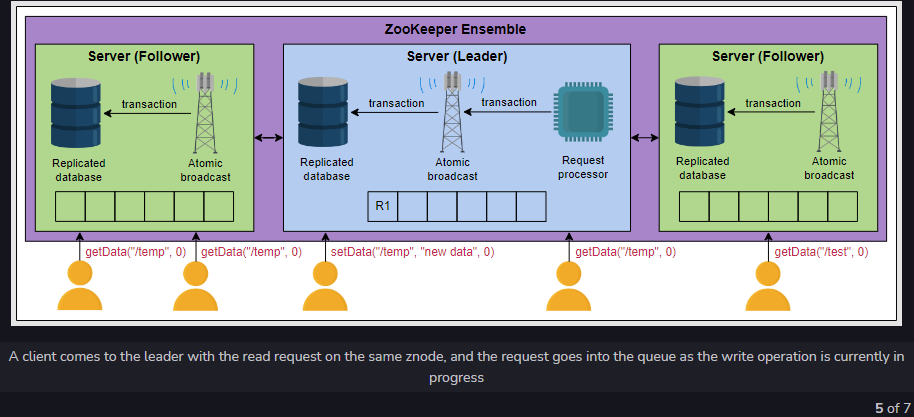 ZooKeeper Ensemble
Server (Follower)
transaction
Replicated
database
Atomic
broadcast
Server (Leader)
transaction
transaction
Replicated
database
Atomic
broadcast
Request
processor
R1
Server (Follower)
transaction
Replicated
database
Atomic
broadcast
getData("/temp", 0)
getData("/temp", 0)
setData("/temp", "new data", 0)
getData("/temp", 0)
getData("/test", 0)
A client comes to the leader with the read request on the same znode, and the request goes into the queue as the write operation is currently in
progress
5 of 7